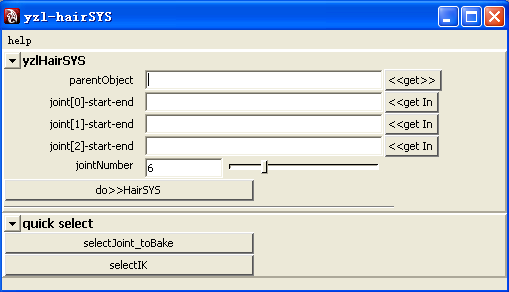 yzl-hairSYS
help
yzlHairSYS
parentObject <<get>>
joint[0]-start-end <<get In
joint[1]-start-end <<get In
joint[2]-start-end <<get In
jointNumber 6
do>>HairSYS
quick select
selectJoint_toBake
selectIK